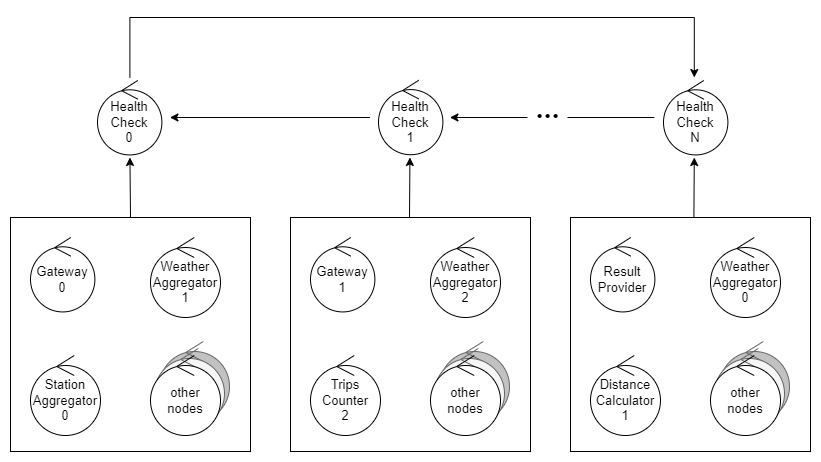 Health
Check
0
Health
Check
1
...
Health
Check
N
Gateway
0
Weather
Aggregator
1
Station
Aggregator
0
other
nodes
Gateway
1
Weather
Aggregator
2
Trips
Counter
2
other
nodes
Result
Provider
Weather
Aggregator
0
Distance
Calculator
1
other
nodes